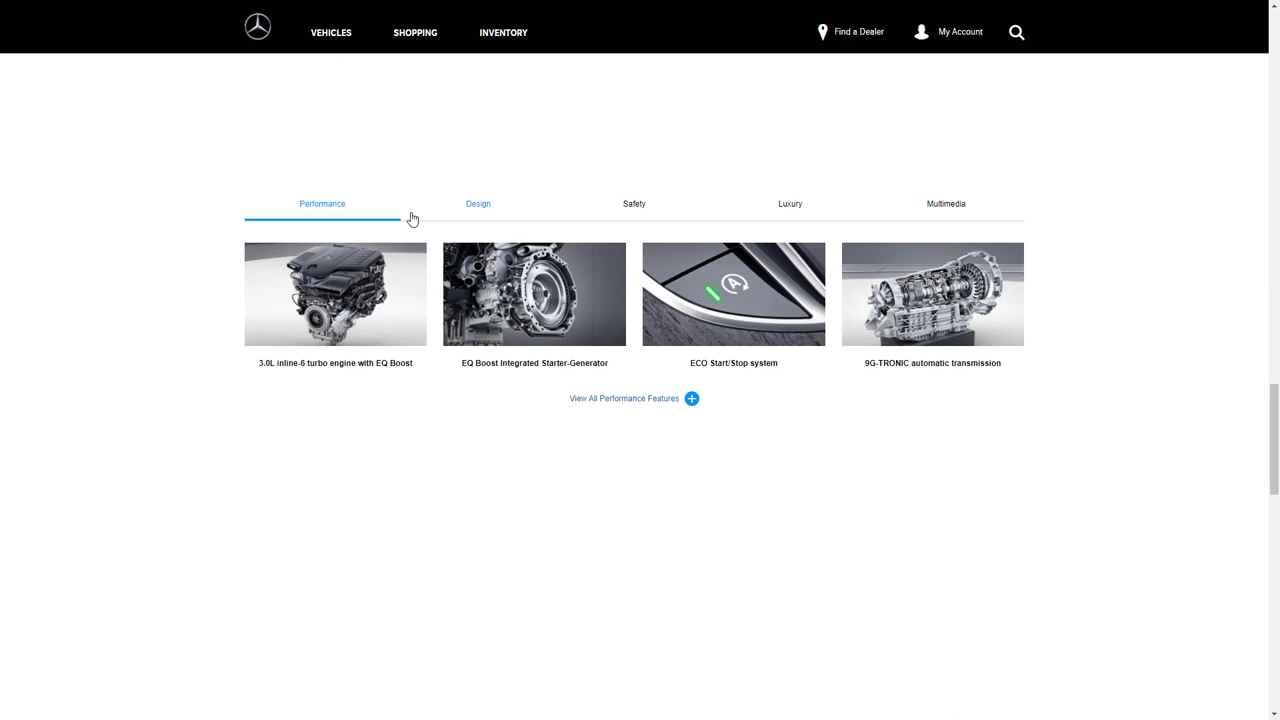 VEHICLES
SHOPPING
INVENTORY
Find a Dealer
My Account
Performance
Design
Safety
Luxury
Multimedia
3.0L inline-6 turbo engine with EQ Boost
EQ Boost Integrated Starter-Generator
ECO Start/Stop system
9G-TRONIC automatic transmission
View All Performance Features